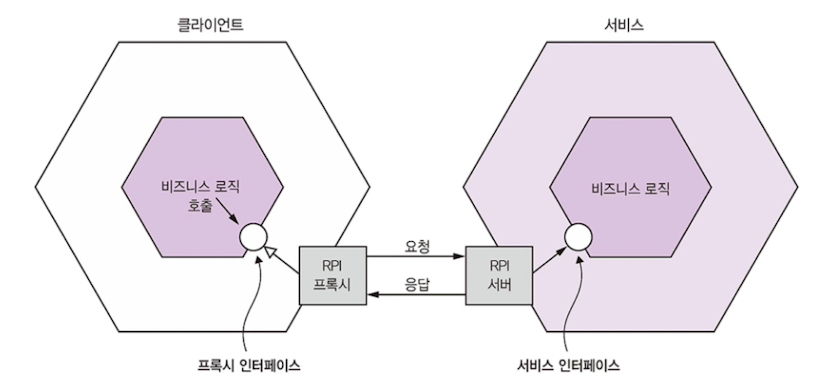 클라이언트
서비스
비즈니스 로직
호출
비즈니스 로직
RPI
프록시
요청
응답
RPI
서버
프록시 인터페이스
서비스 인터페이스